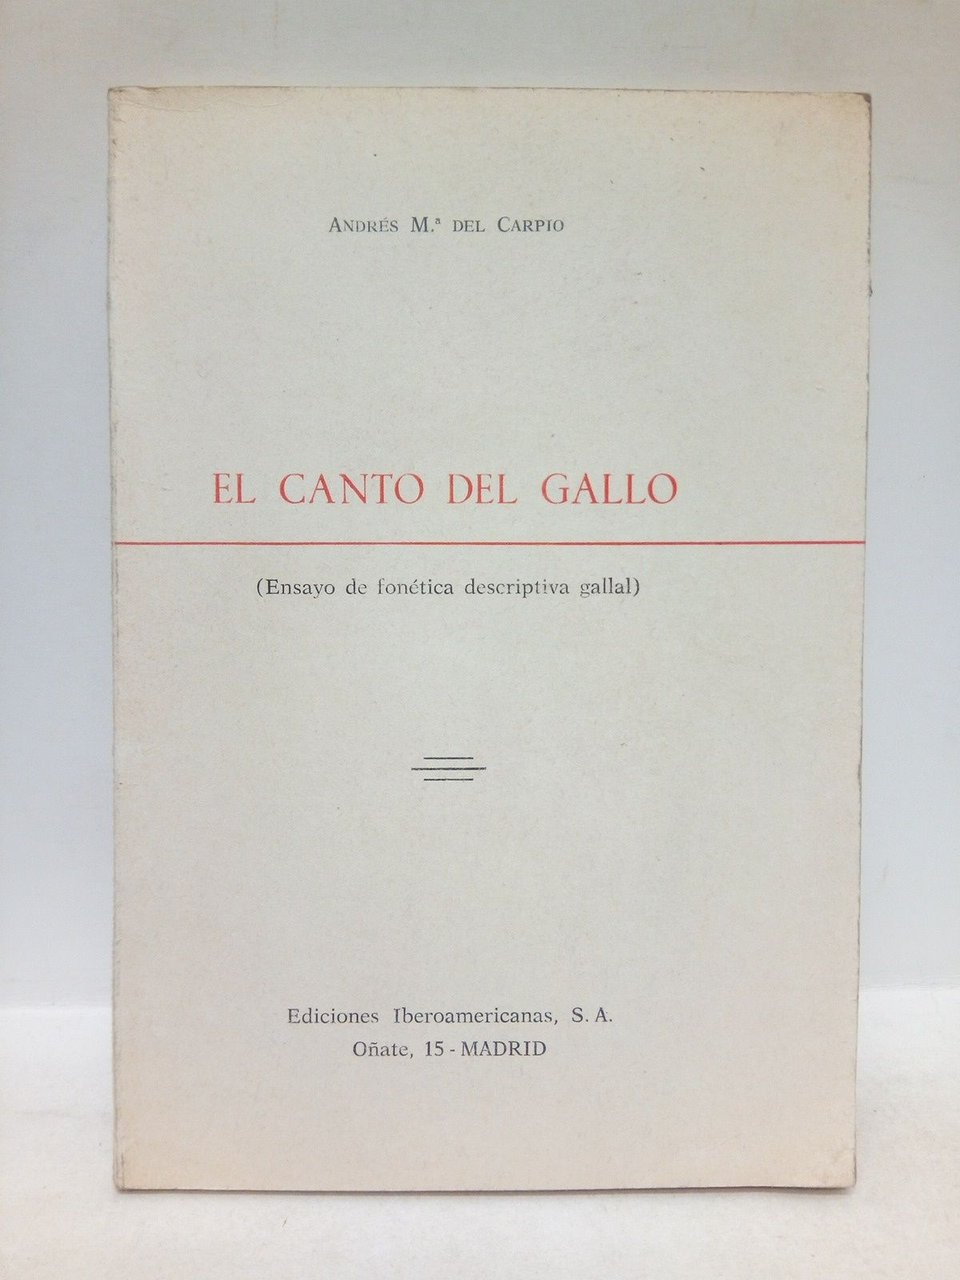 Andrés M.ª del Carpio
EL CANTO DEL GALLO
(Ensayo de fonética descriptiva gallal)
Ediciones Iberoamericanas, S. A.
Oñate, 15 - MADRID